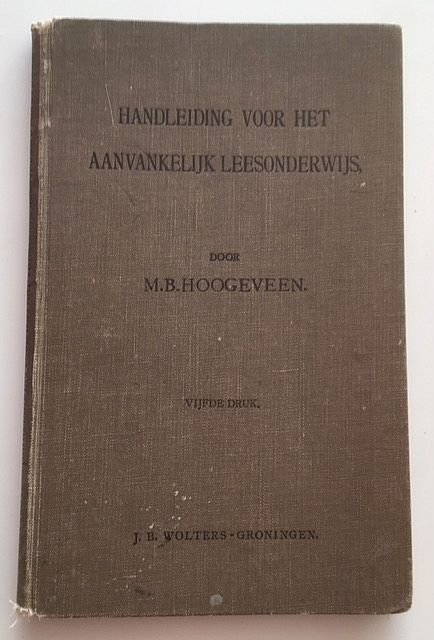 HANDLEIDING VOOR HET
AANVANKELIJK LEESONDERWIJS,
DOOR
M.B.HOOGEVEEN.
VIJFDE DRUK.
J. B. WOLTERS-GRONINGEN.